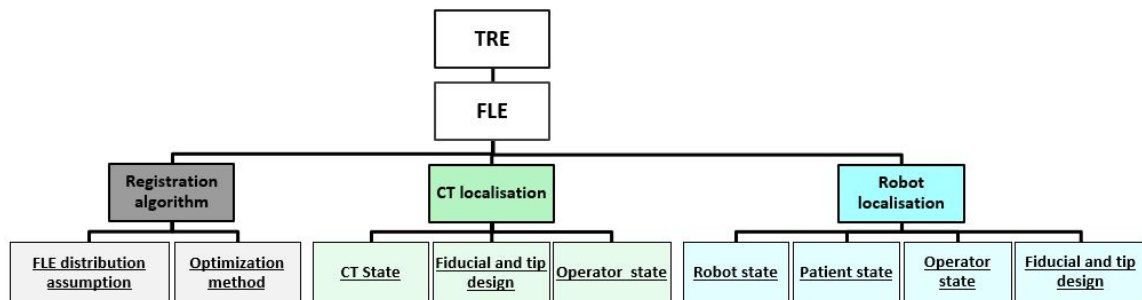 TRE
FLE
Registration
algorithm
CT localisation
Robot
localisation
FLE distribution
assumption
Optimization
method
CT State
Fiducial and tip
design
Operator state
Robot state
Patient state
Operator
state
Fiducial and tip
design